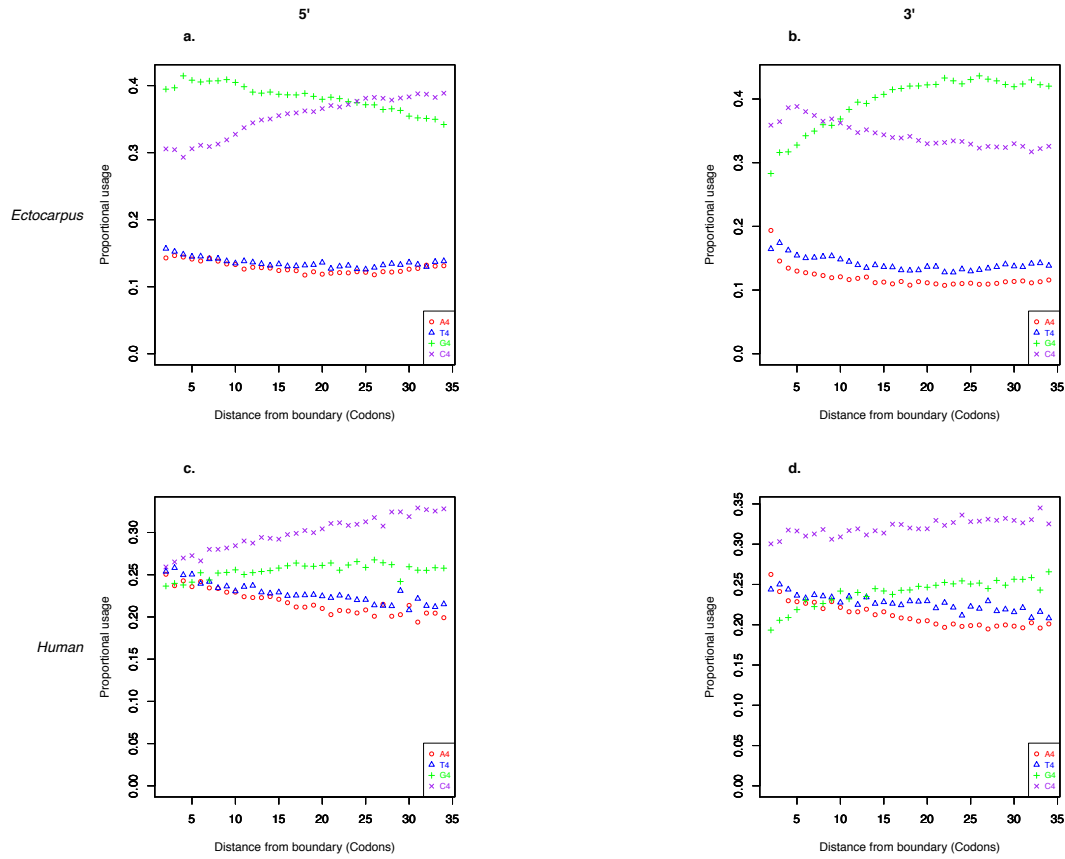 5'
3'
a.
b.
Ectocarpus
Proportional usage
0.0 0.1 0.2 0.3 0.4
5 10 15 20 25 30 35
Distance from boundary (Codons)
A4
T4
G4
C4
Proportional usage
0.0 0.1 0.2 0.3 0.4
5 10 15 20 25 30 35
Distance from boundary (Codons)
A4
T4
G4
C4
c.
d.
Human
Proportional usage
0.00 0.05 0.10 0.15 0.20 0.25 0.30
5 10 15 20 25 30 35
Distance from boundary (Codons)
A4
T4
G4
C4
Proportional usage
0.00 0.05 0.10 0.15 0.20 0.25 0.30 0.35
5 10 15 20 25 30 35
Distance from boundary (Codons)
A4
T4
G4
C4